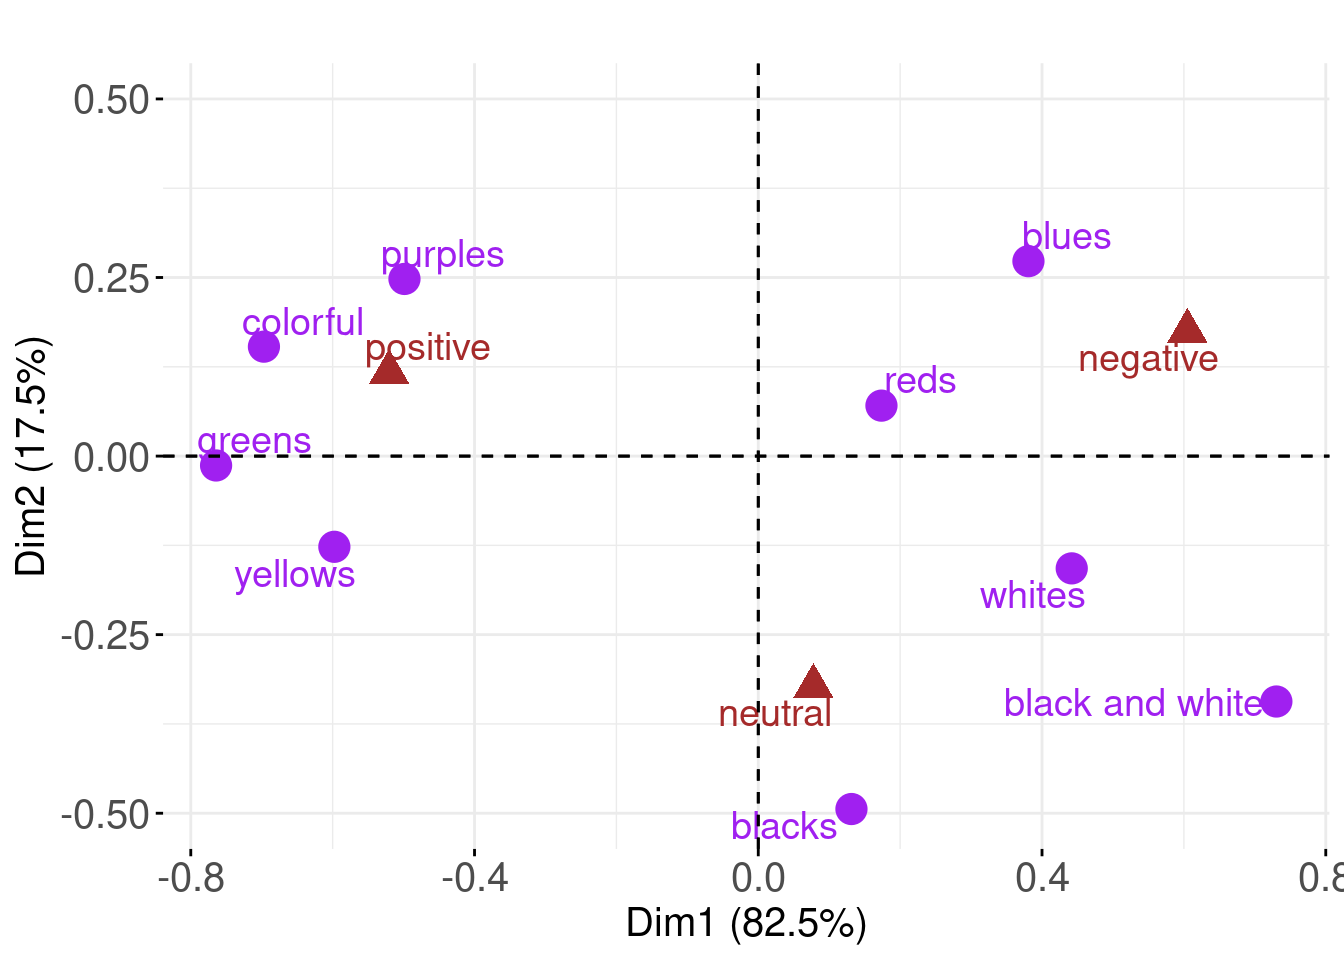 0.50
0.25
0.00
-0.25
-0.50
Dim2 (17.5%)
purples
colorful
positive
greens
yellows
blues
negative
reds
whites
neutral
black and white
blacks
-0.8
-0.4
0.0
0.4
0.8
Dim1 (82.5%)